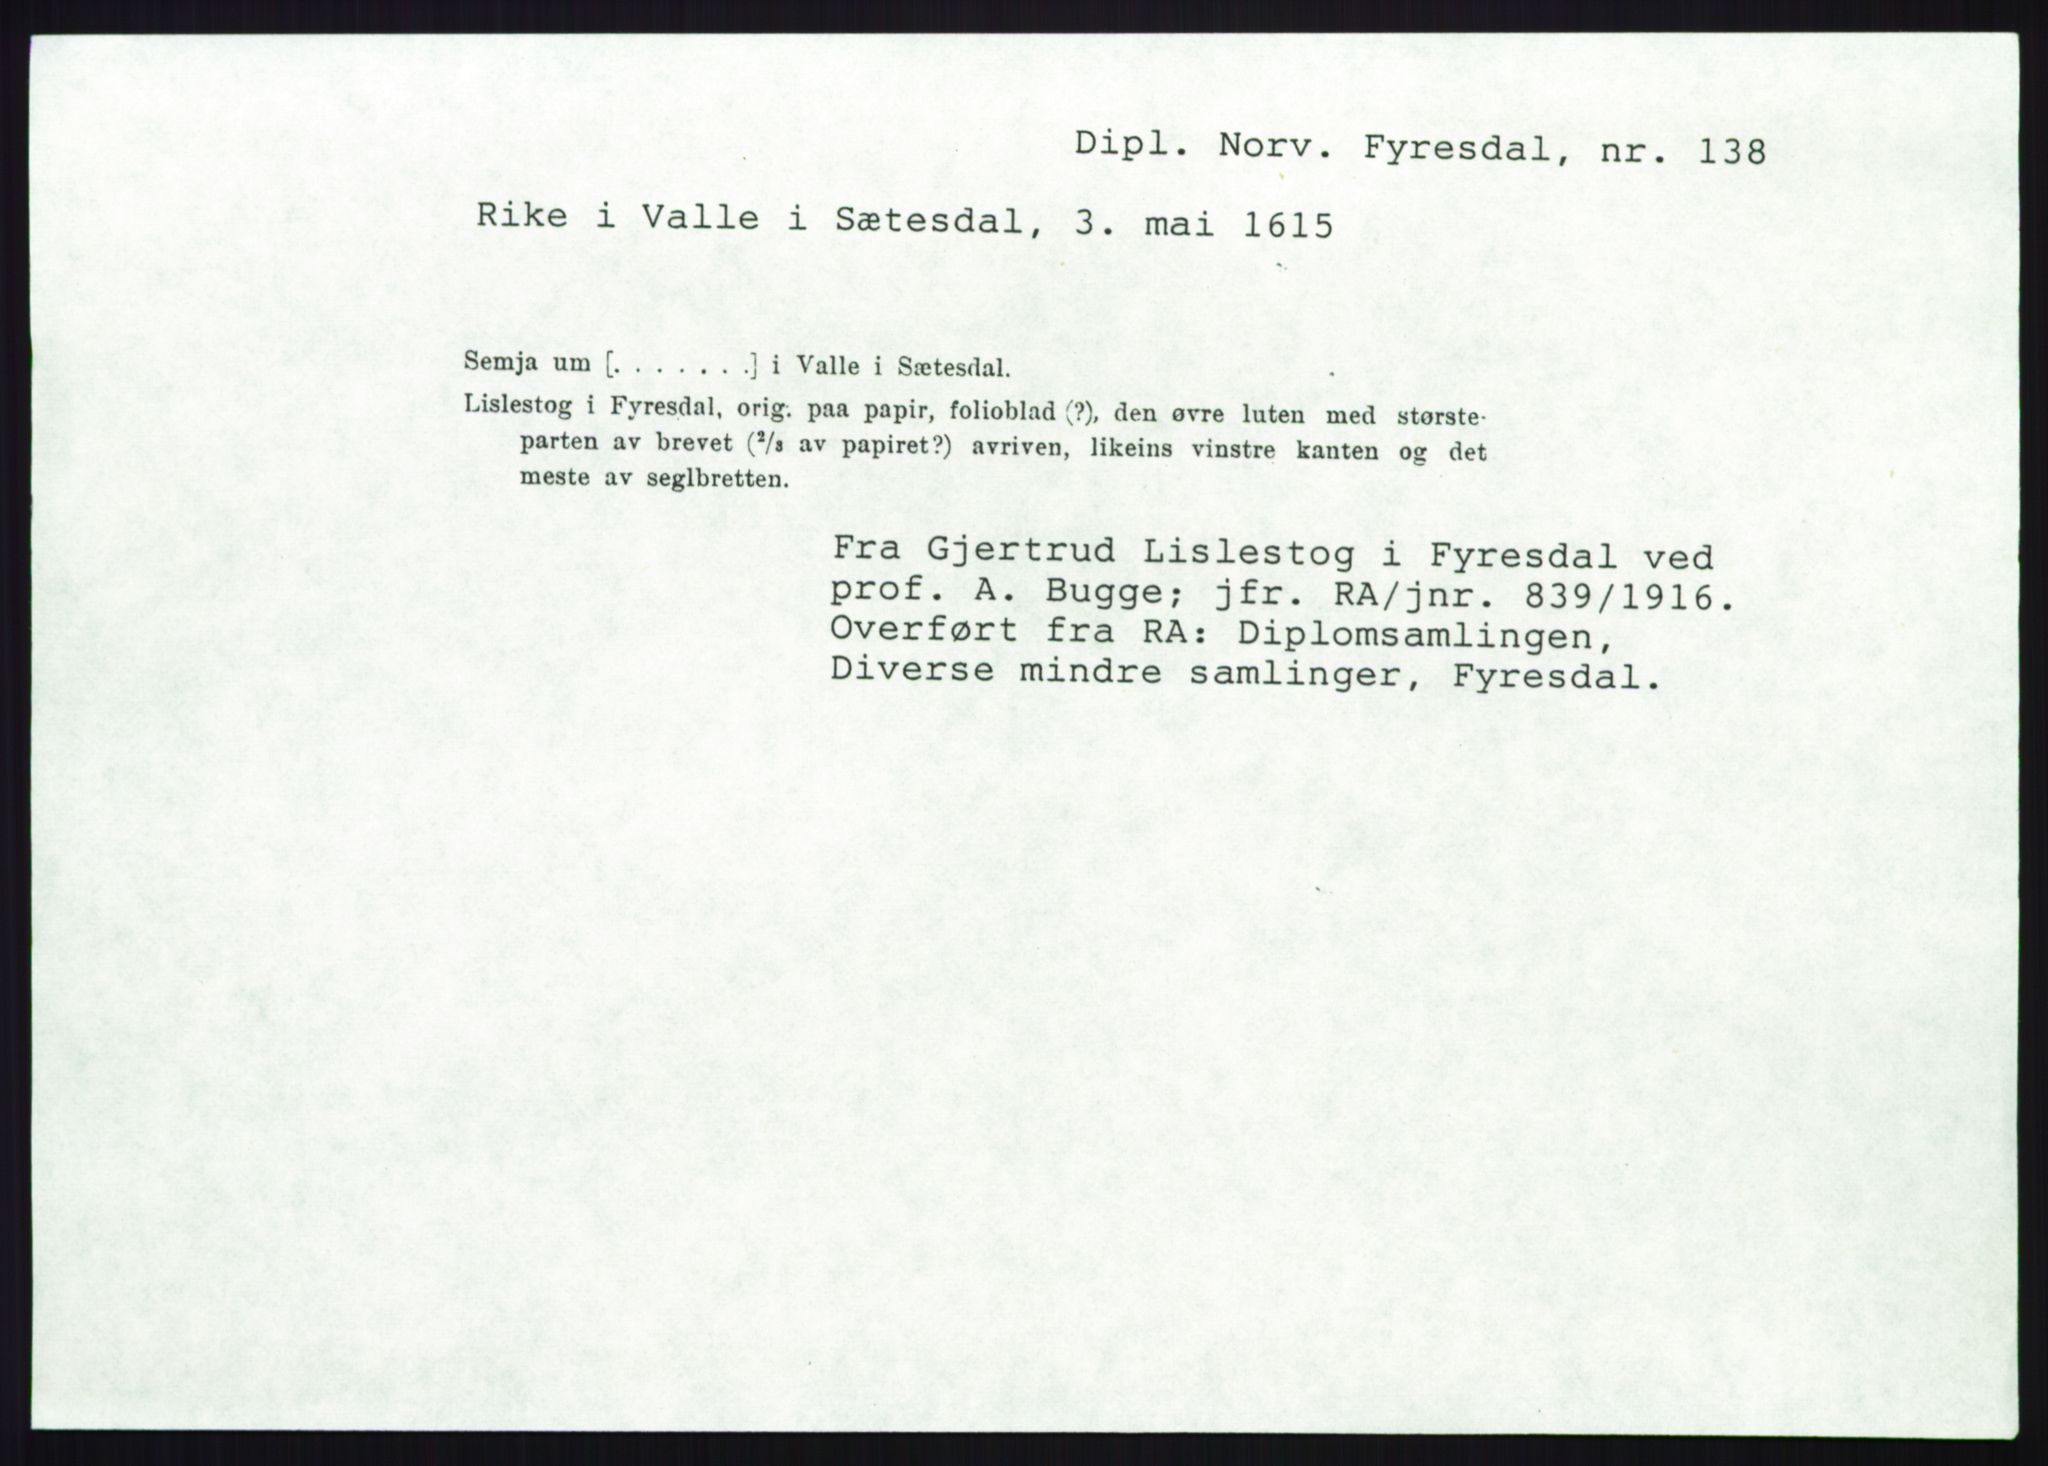 Dipl. Norv. Fyresdal, nr. 138
Rike i Valle i Sætesdal, 3. mai 1615
Semja um [. . . . . . .] i Valle i Sætesdal.
Lislestog i Fyresdal, orig. paa papir, folioblad (?), den øvre luten med største-
parten av brevet (²/₃ av papiret?) avriven, likeins vinstre kanten og det
meste av seglbretten.
Fra Gjertrud Lislestog i Fyresdal ved
prof. A. Bugge; jfr. RA/jnr. 839/1916.
Overført fra RA: Diplomsamlingen,
Diverse mindre samlinger, Fyresdal.